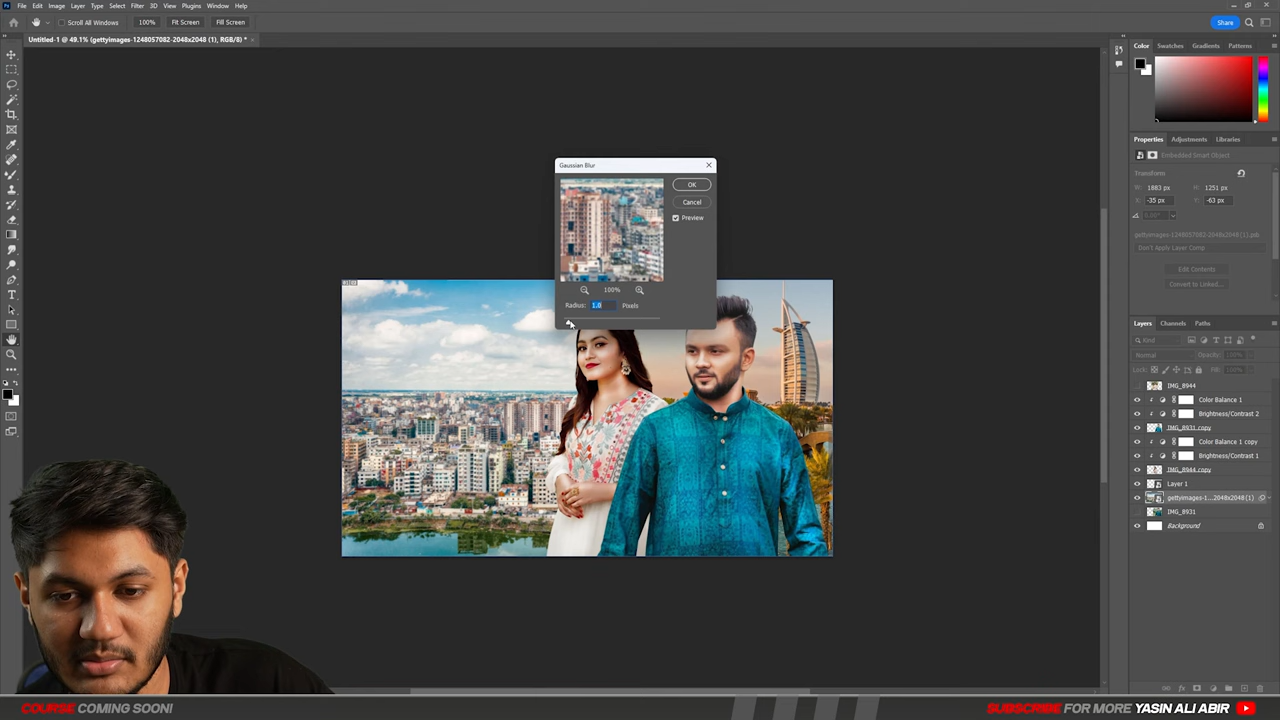 Ps File Edit Image Layer Type Select Filter 3D View Plugins Window Help
Scroll All Windows 100% Fit Screen Fill Screen
Share
Untitled-1 @ 49.1% (gettyimages-1248057082-2048x2048 (1), RGB/8) *
Color Swatches Gradients Patterns
Properties Adjustments Libraries
Embedded Smart Object
Transform
W: 1883 px H: 1251 px
X: -35 px Y: -63 px
0.00°
gettyimages-1248057082-2048x2048 (1).psb
Don't Apply Layer Comp
Edit Contents
Convert to Linked...
Gaussian Blur
OK
Cancel
Preview
100%
Radius: 1.0 Pixels
Layers Channels Paths
Kind
Normal Opacity: 100%
Lock: Fill: 100%
IMG_8944
Color Balance 1
Brightness/Contrast 2
IMG_8931 copy
Color Balance 1 copy
Brightness/Contrast 1
IMG_8944 copy
Layer 1
gettyimages-1...2048x2048 (1)
IMG_8931
Background
COURSE COMING SOON!
SUBSCRIBE FOR MORE YASIN ALI ABIR